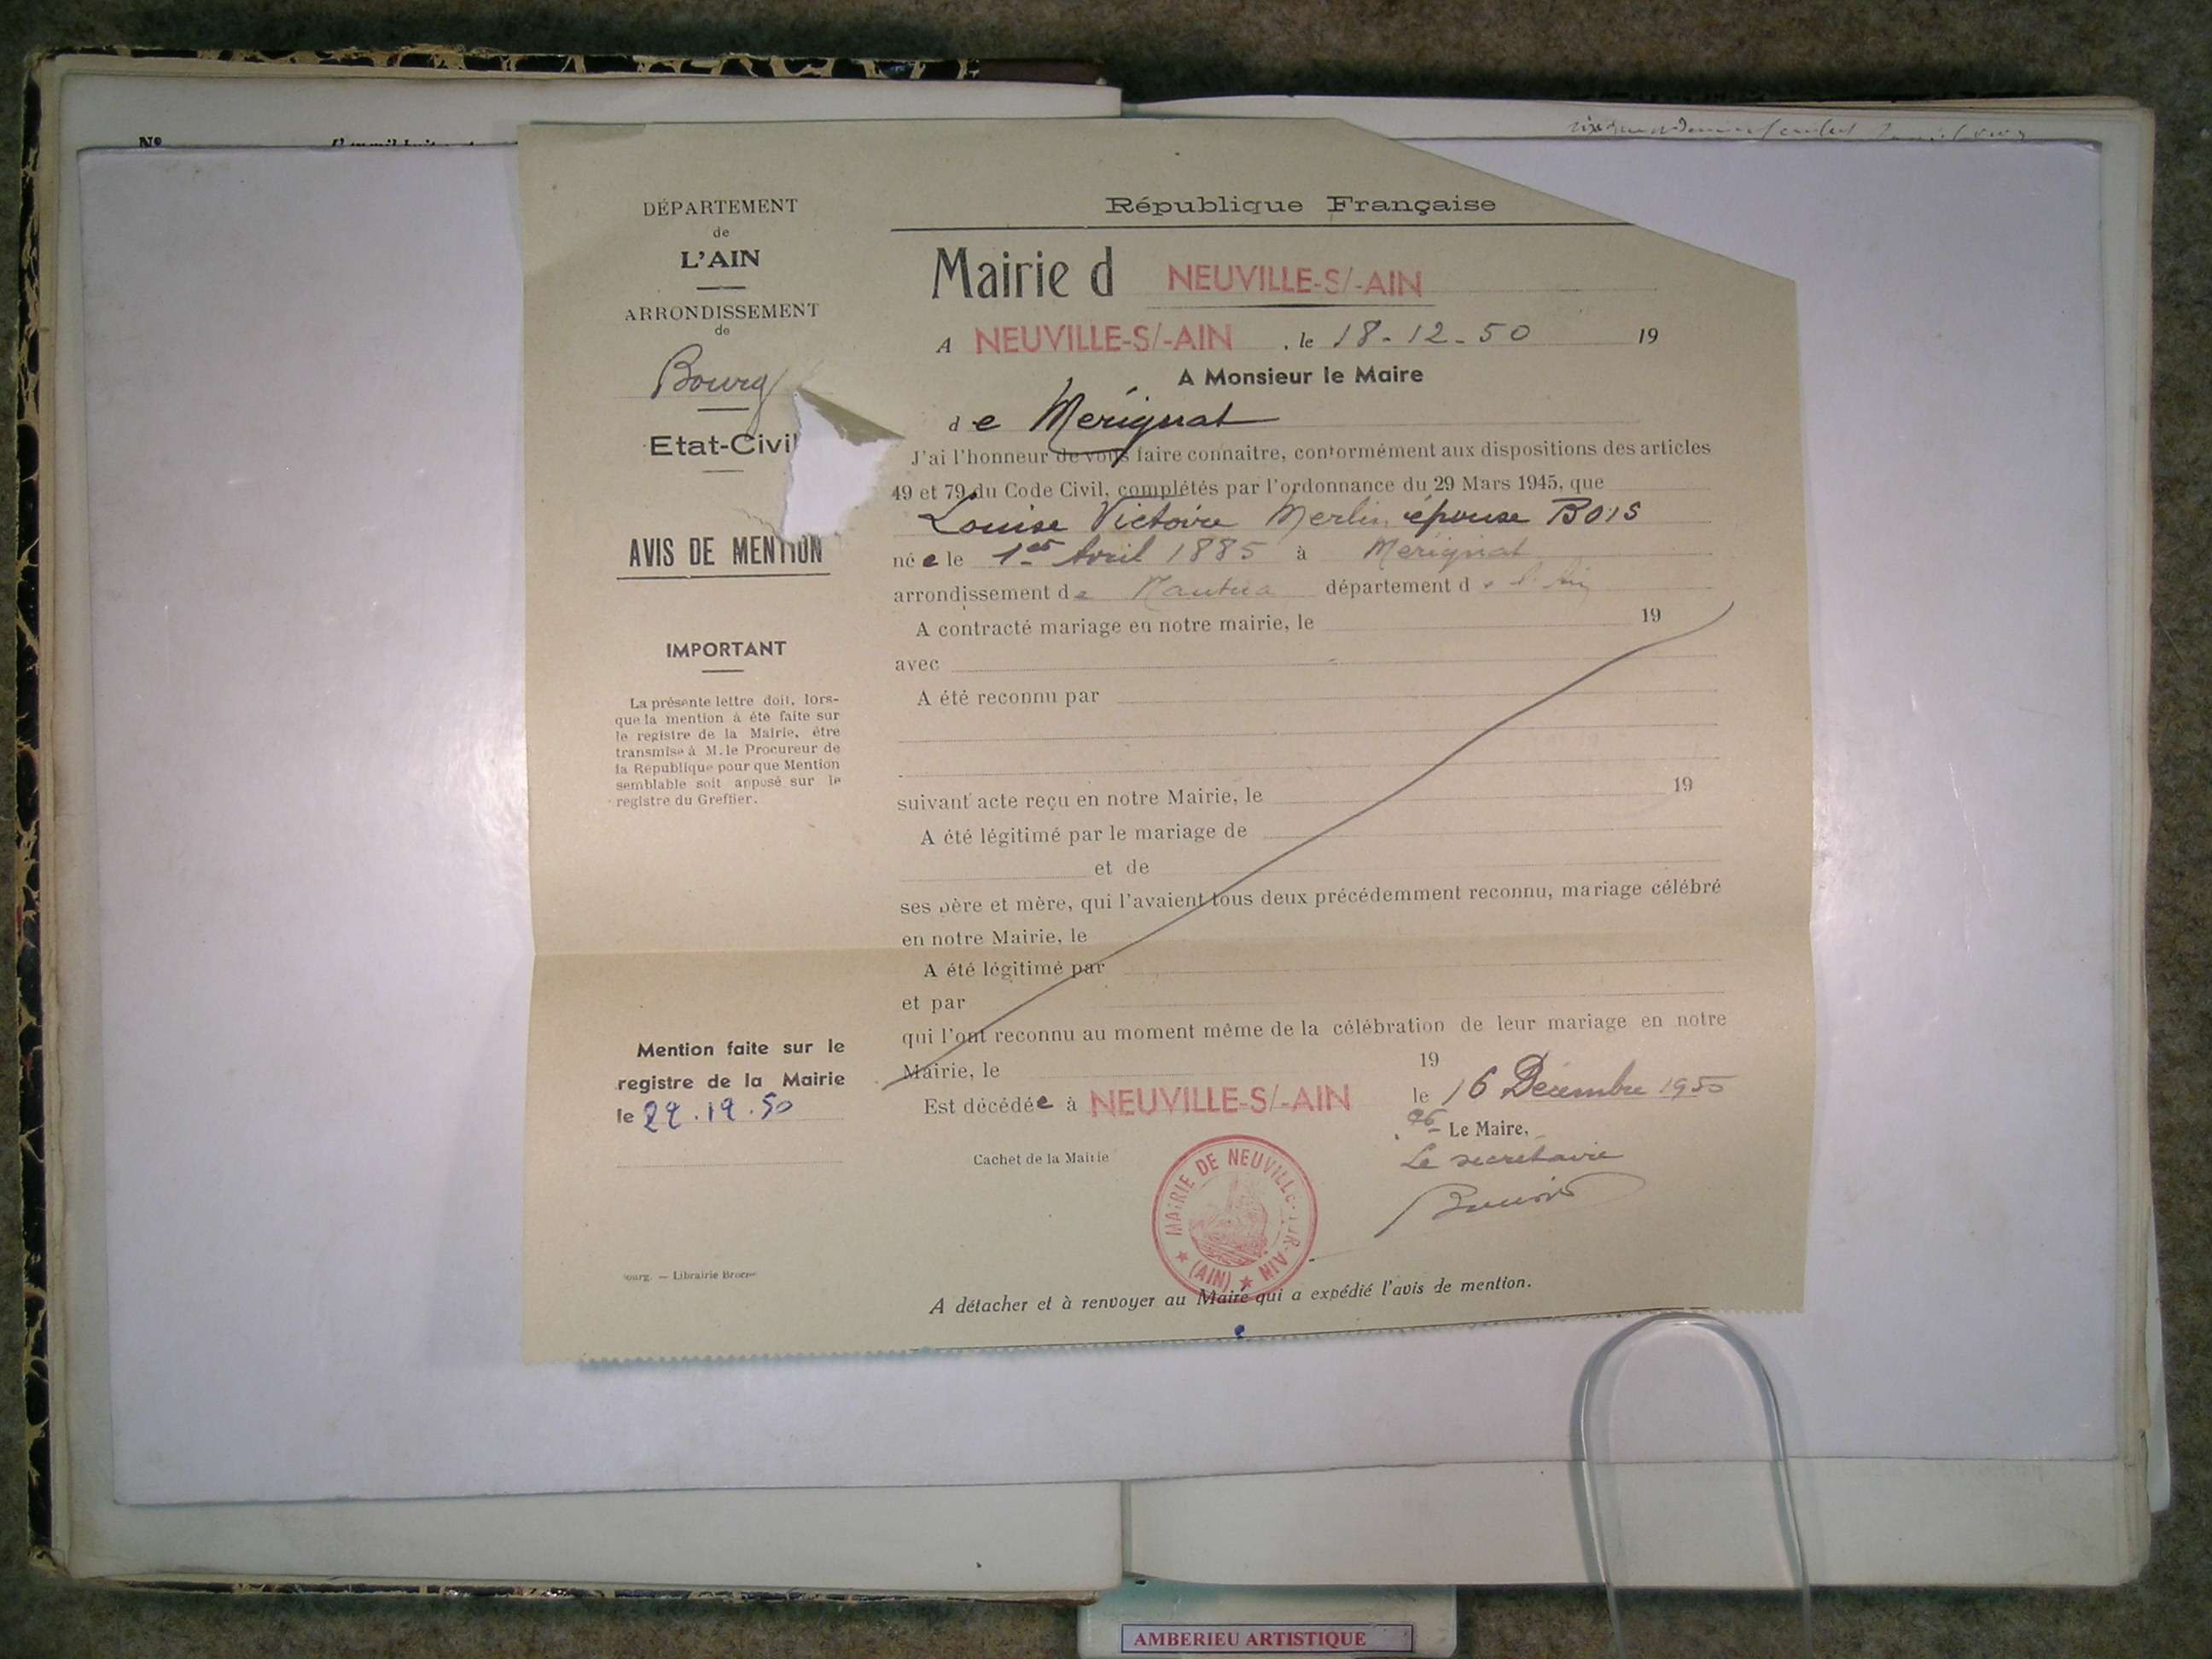 Nº
DÉPARTEMENT
de
L'AIN
ARRONDISSEMENT
de
Bourg
Etat-Civil
AVIS DE MENTION
IMPORTANT
La présente lettre doit, lors-
que la mention à été faite sur
le registre de la Mairie, être
transmise à M. le Procureur de
la République pour que Mention
semblable soit apposé sur le
registre du Greffier.
Mention faite sur le
registre de la Mairie
le 22.12.50
ourg. — Librairie
République Française
Mairie d NEUVILLE-S/-AIN
A NEUVILLE-S/-AIN, le 18-12-50 19
A Monsieur le Maire
de Merignat
J'ai l'honneur de vous faire connaitre, conformément aux dispositions des articles
49 et 79 du Code Civil, complétés par l'ordonnance du 29 Mars 1945, que
Louise Victoire Merlin épouse BOIS
née le 1er Avril 1885 à Merignat
arrondissement de Nantua département de l'Ain
A contracté mariage en notre mairie, le 19
avec
A été reconnu par
suivant acte reçu en notre Mairie, le 19
A été légitimé par le mariage de
et de
ses père et mère, qui l'avaient tous deux précédemment reconnu, mariage célébré
en notre Mairie, le
A été légitimé par
et par
qui l'ont reconnu au moment même de la célébration de leur mariage en notre
Mairie, le 19
Est décédée à NEUVILLE-S/-AIN le 16 Décembre 1950
Le Maire,
Le secrétaire
Cachet de la Mairie
MAIRIE DE NEUVILLE-SUR-AIN
★ (AIN) ★
A détacher et à renvoyer au Maire qui a expédié l'avis de mention.
AMBERIEU ARTISTIQUE